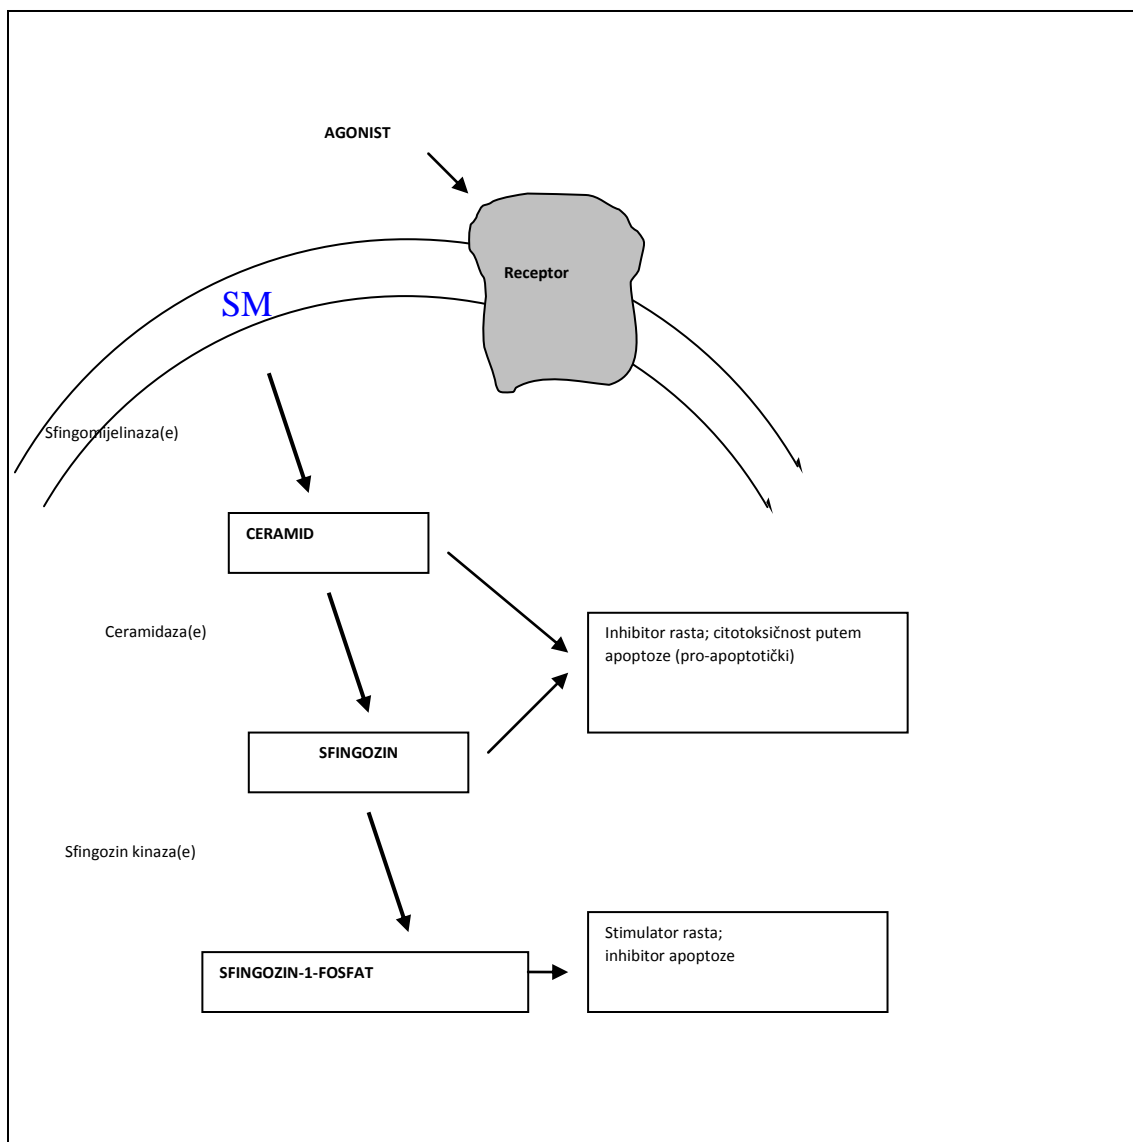 AGONIST
Receptor
SM
Sfingomijelinaza(e)
CERAMID
Ceramidaza(e)
Inhibitor rasta; citotoksičnost putem
apoptoze (pro-apoptotički)
SFINGOZIN
Sfingozin kinaza(e)
Stimulator rasta;
inhibitor apoptoze
SFINGOZIN-1-FOSFAT